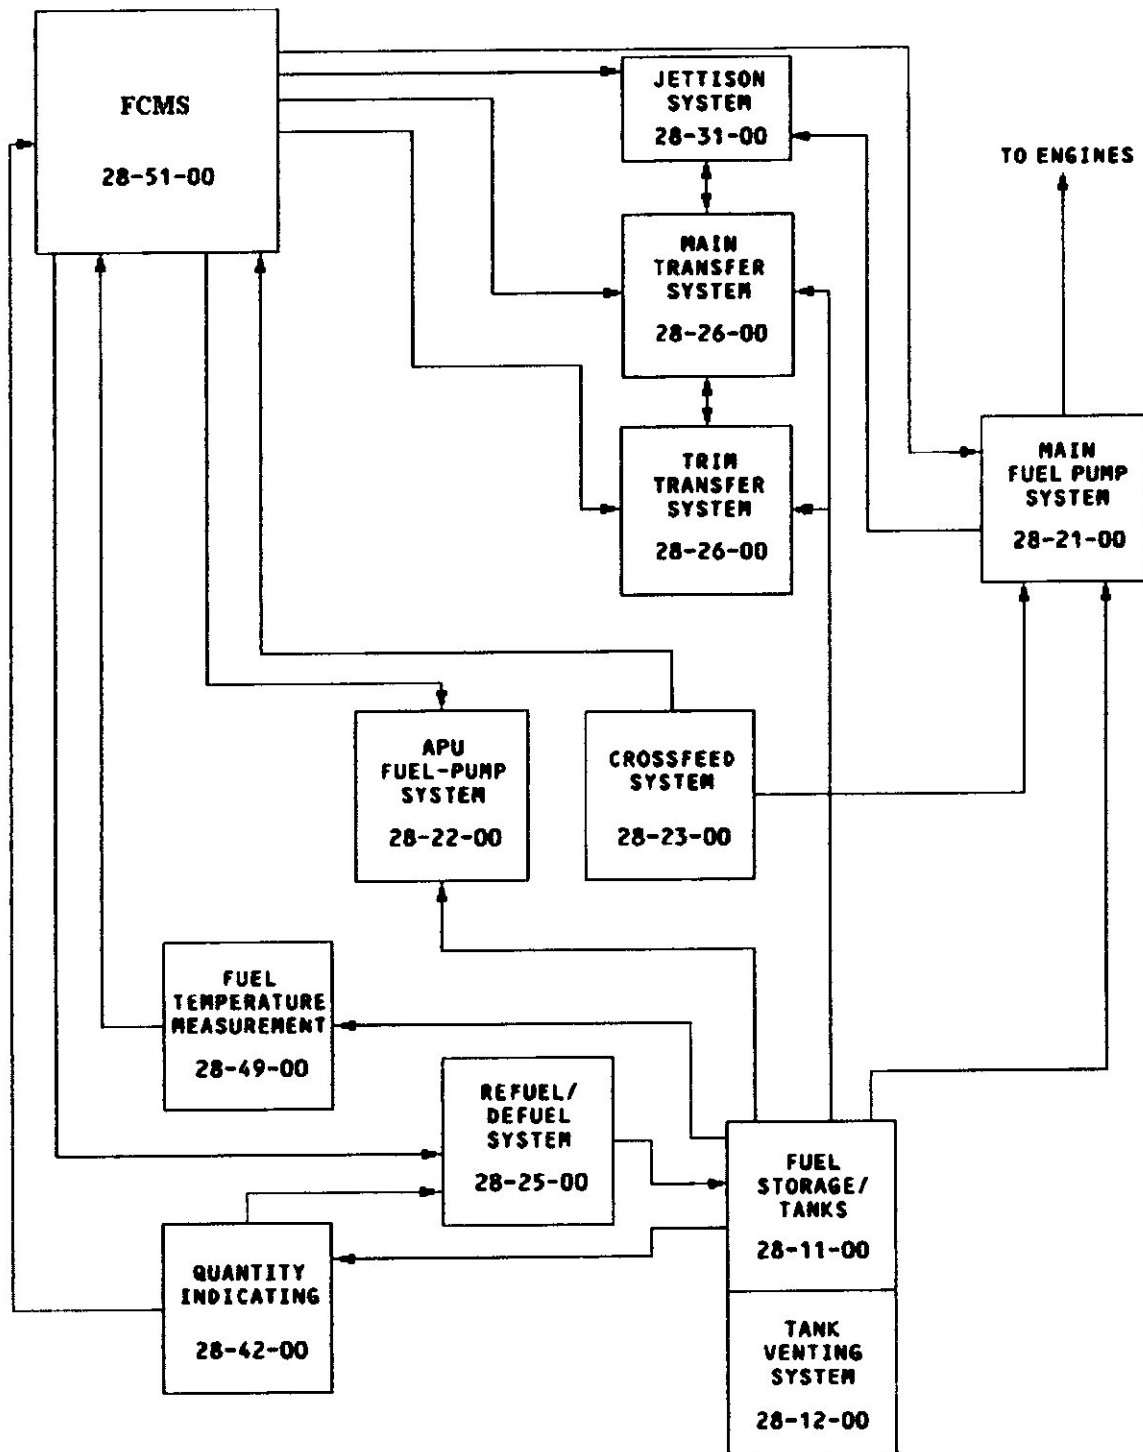 FCMS
28-51-00
JETTISON
SYSTEM
28-31-00
TO ENGINES
MAIN
TRANSFER
SYSTEM
28-26-00
TRIM
TRANSFER
SYSTEM
28-26-00
MAIN
FUEL PUMP
SYSTEM
28-21-00
APU
FUEL-PUMP
SYSTEM
28-22-00
CROSSFEED
SYSTEM
28-23-00
FUEL
TEMPERATURE
MEASUREMENT
28-49-00
REFUEL/
DEFUEL
SYSTEM
28-25-00
FUEL
STORAGE/
TANKS
28-11-00
QUANTITY
INDICATING
28-42-00
TANK
VENTING
SYSTEM
28-12-00